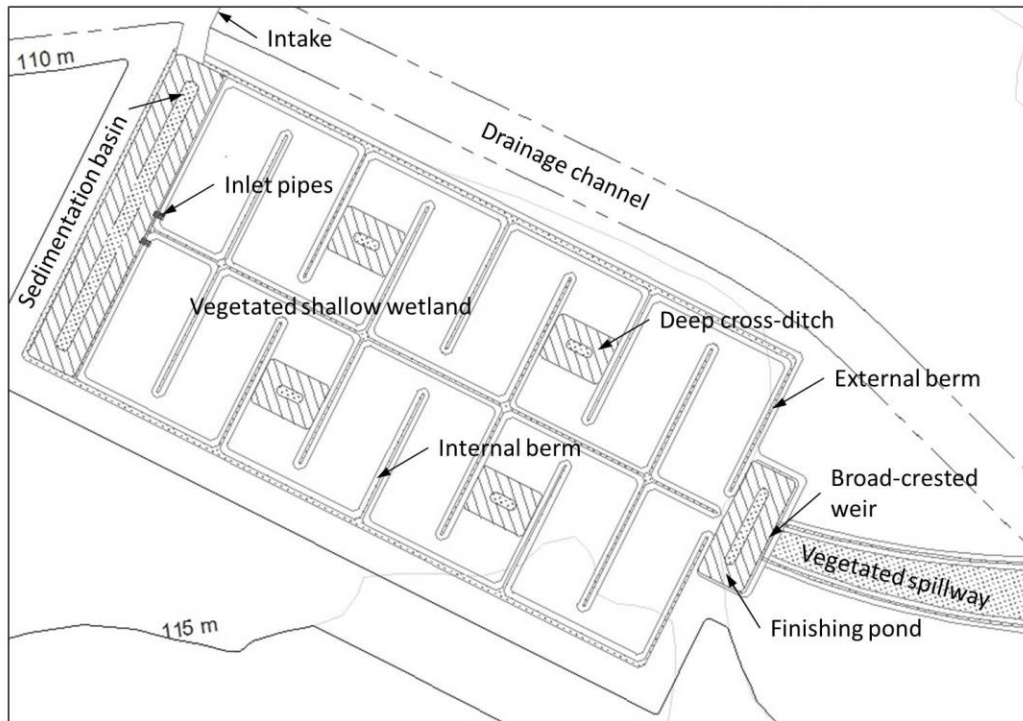 Intake
110 m
Drainage channel
Sedimentation basin
Inlet pipes
Vegetated shallow wetland
Deep cross-ditch
External berm
Internal berm
Broad-crested
weir
Vegetated spillway
115 m
Finishing pond